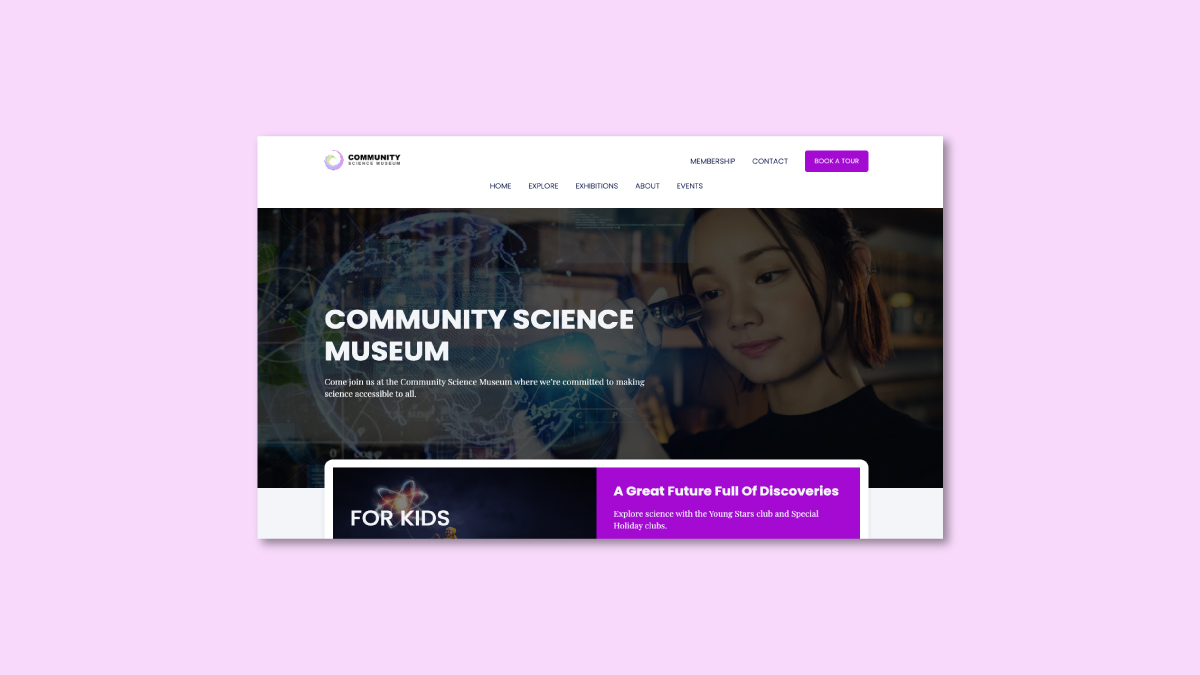 COMMUNITY
SCIENCE MUSEUM
MEMBERSHIP CONTACT BOOK A TOUR
HOME EXPLORE EXHIBITIONS ABOUT EVENTS
COMMUNITY SCIENCE
MUSEUM
Come join us at the Community Science Museum where we're committed to making
science accessible to all.
FOR KIDS
A Great Future Full Of Discoveries
Explore science with the Young Stars club and Special
Holiday clubs.